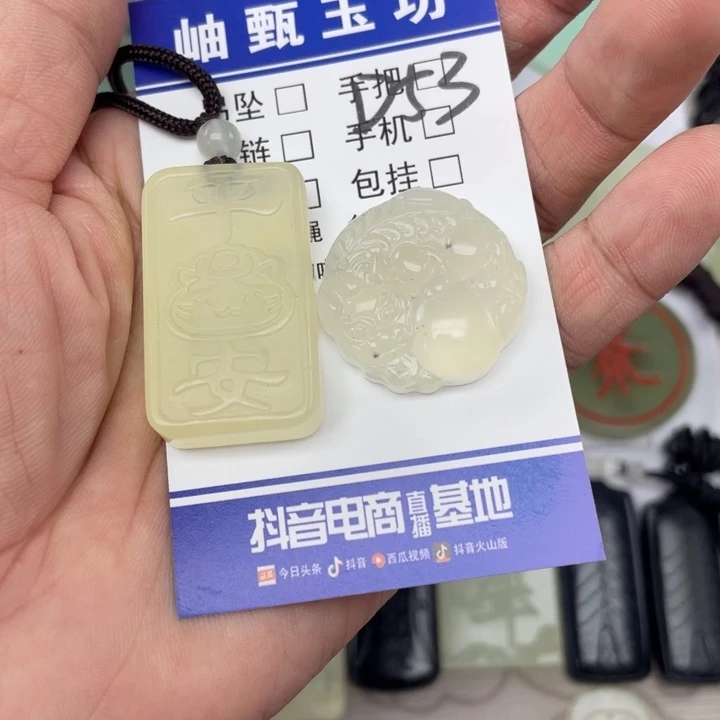 岫甄玉坊
坠□ 手把□
D53
链□ 手机□
包挂□
绳
平
安
抖音电商直播基地
今日头条 抖音 西瓜视频 抖音火山版